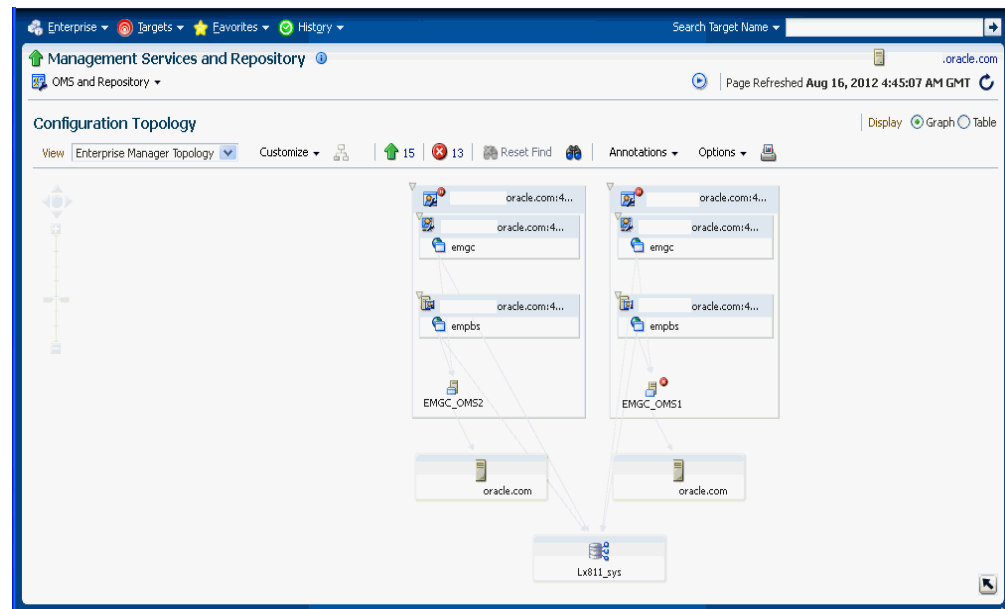 Enterprise Targets Favorites History Search Target Name
Management Services and Repository .oracle.com
OMS and Repository Page Refreshed Aug 16, 2012 4:45:07 AM GMT
Configuration Topology Display Graph Table
View Enterprise Manager Topology Customize 15 13 Reset Find Annotations Options
oracle.com:4... oracle.com:4...
oracle.com:4... oracle.com:4...
emgc emgc
oracle.com:4... oracle.com:4...
empbs empbs
EMGC_OMS2 EMGC_OMS1
oracle.com oracle.com
Lx811_sys